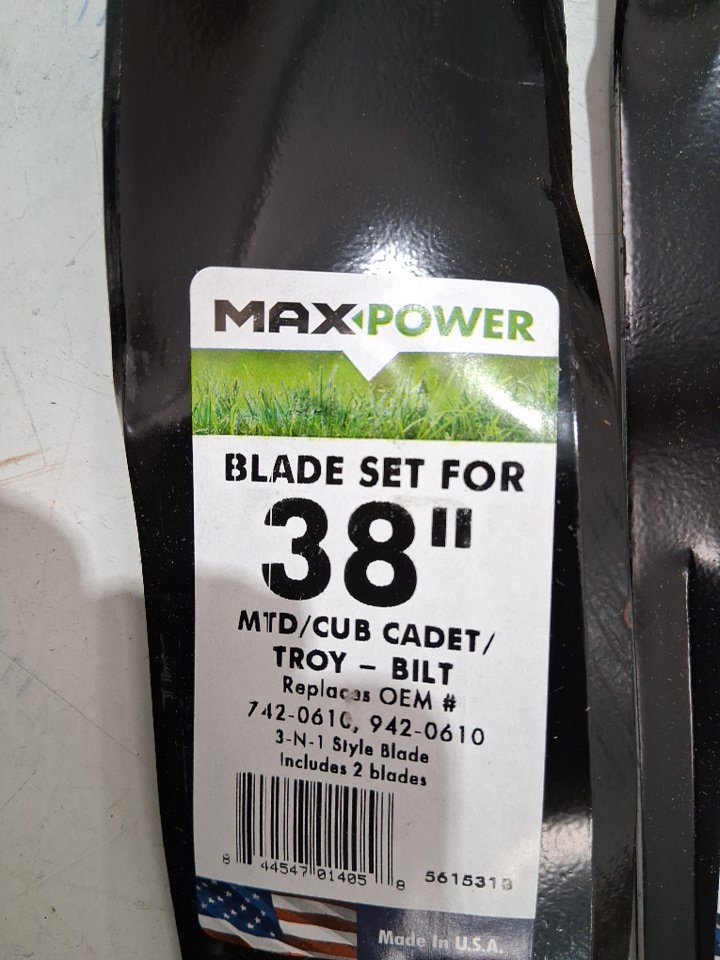 MAXPOWER
BLADE SET FOR
38"
MTD/CUB CADET/
TROY – BILT
Replaces OEM #
742-0610, 942-0610
3-N-1 Style Blade
Includes 2 blades
8 44547 01405 8
Made In U.S.A.